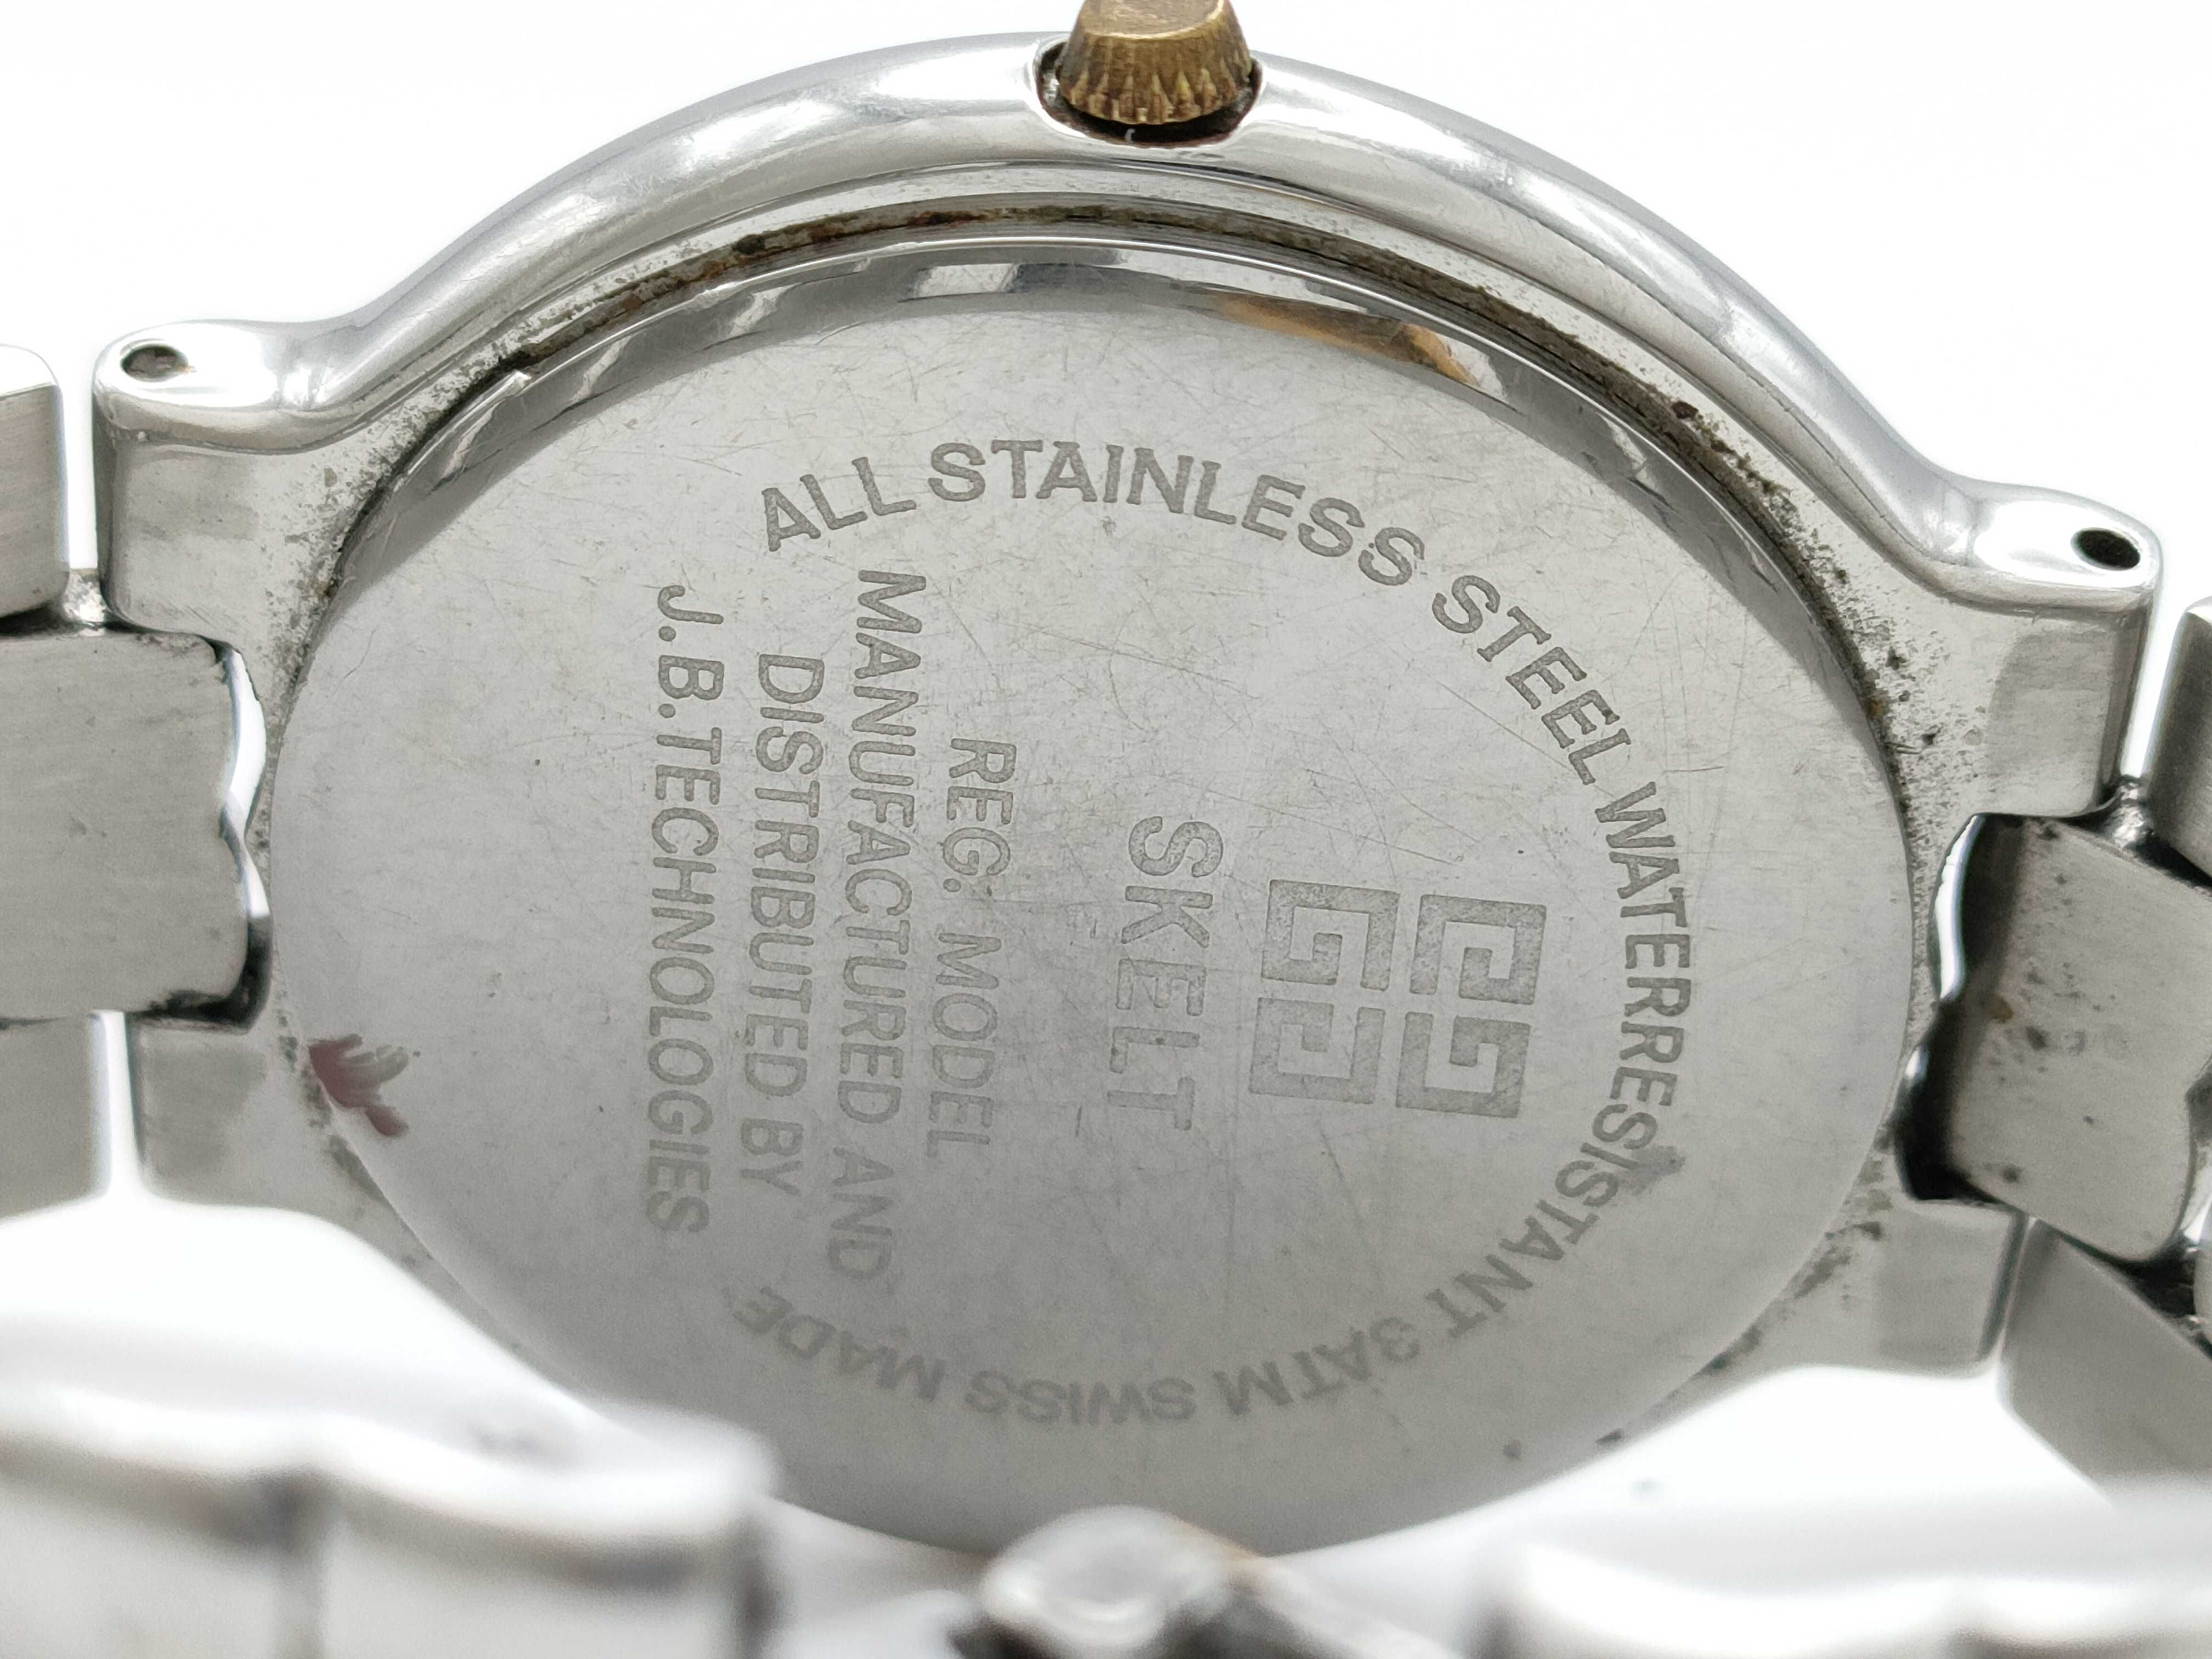 ALL STAINLESS STEEL WATERRESISTANT 3ATM SWISS MADE
SKELT
REG. MODEL
MANUFACTURED AND
DISTRIBUTED BY
J.B.TECHNOLOGIES